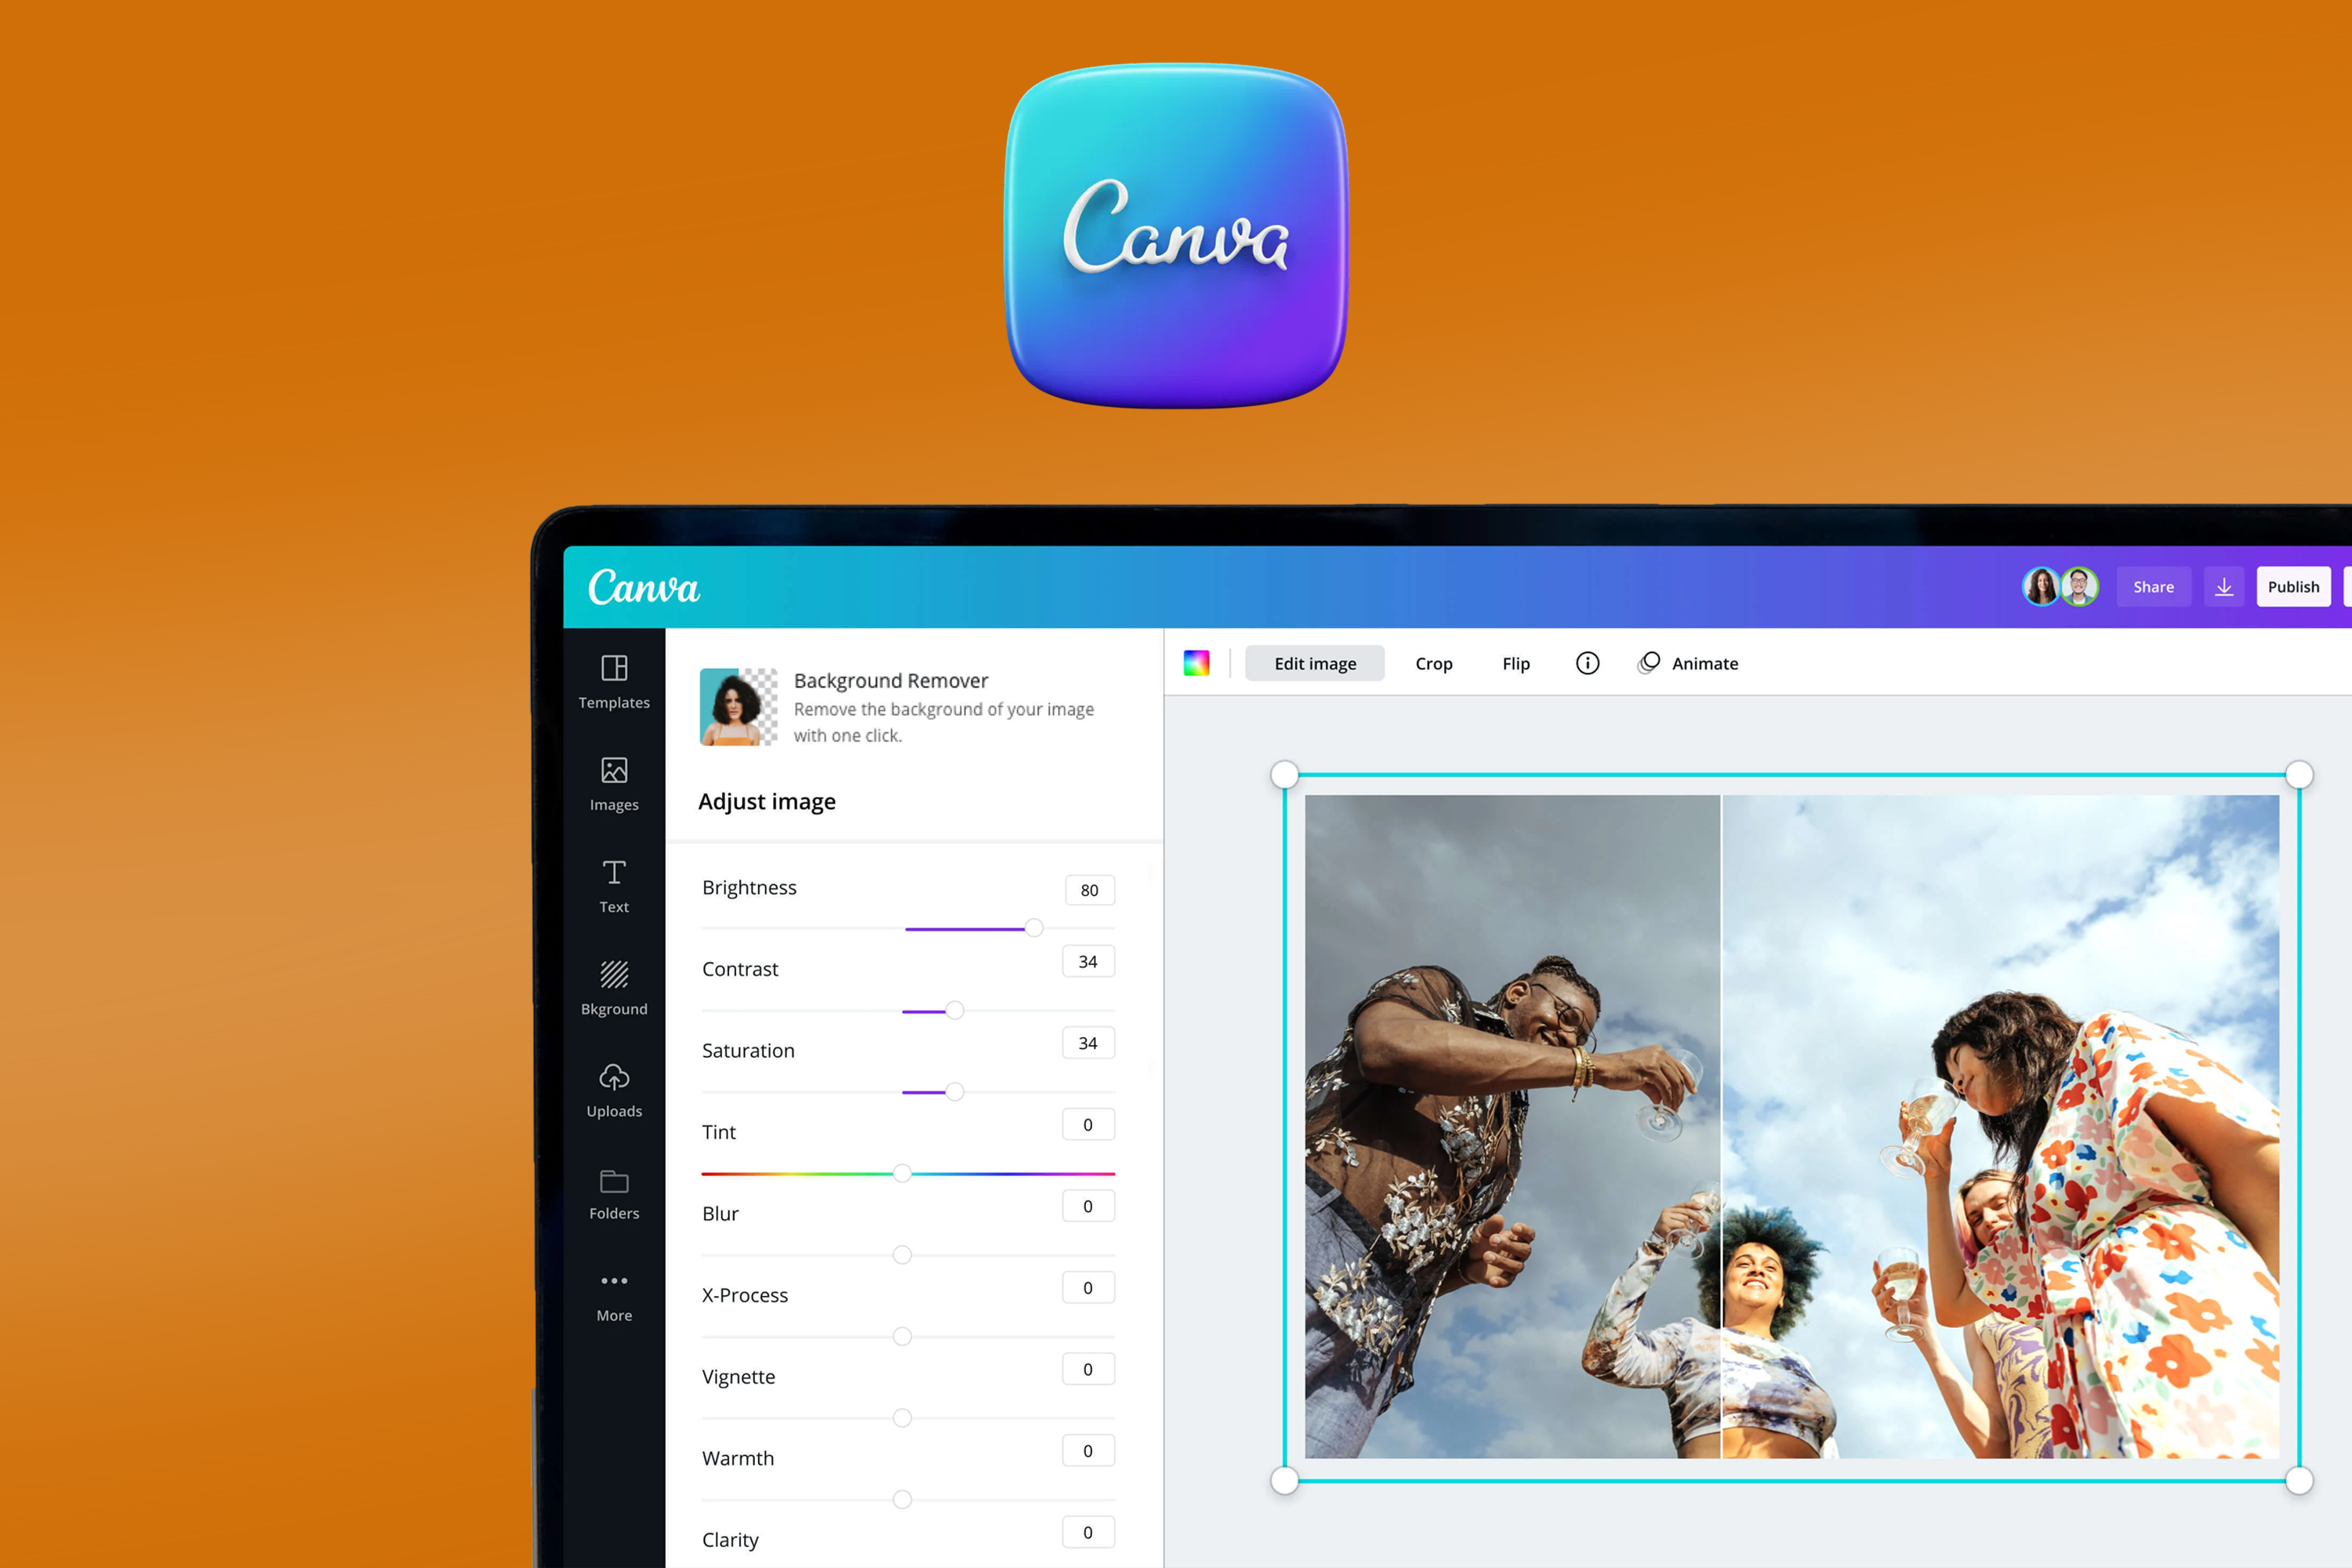 Canva
Canva
Share
Publish
Templates
Images
Text
Bkground
Uploads
Folders
More
Background Remover
Remove the background of your image
with one click.
Adjust image
Brightness 80
Contrast 34
Saturation 34
Tint 0
Blur 0
X-Process 0
Vignette 0
Warmth 0
Clarity 0
Edit image Crop Flip Animate